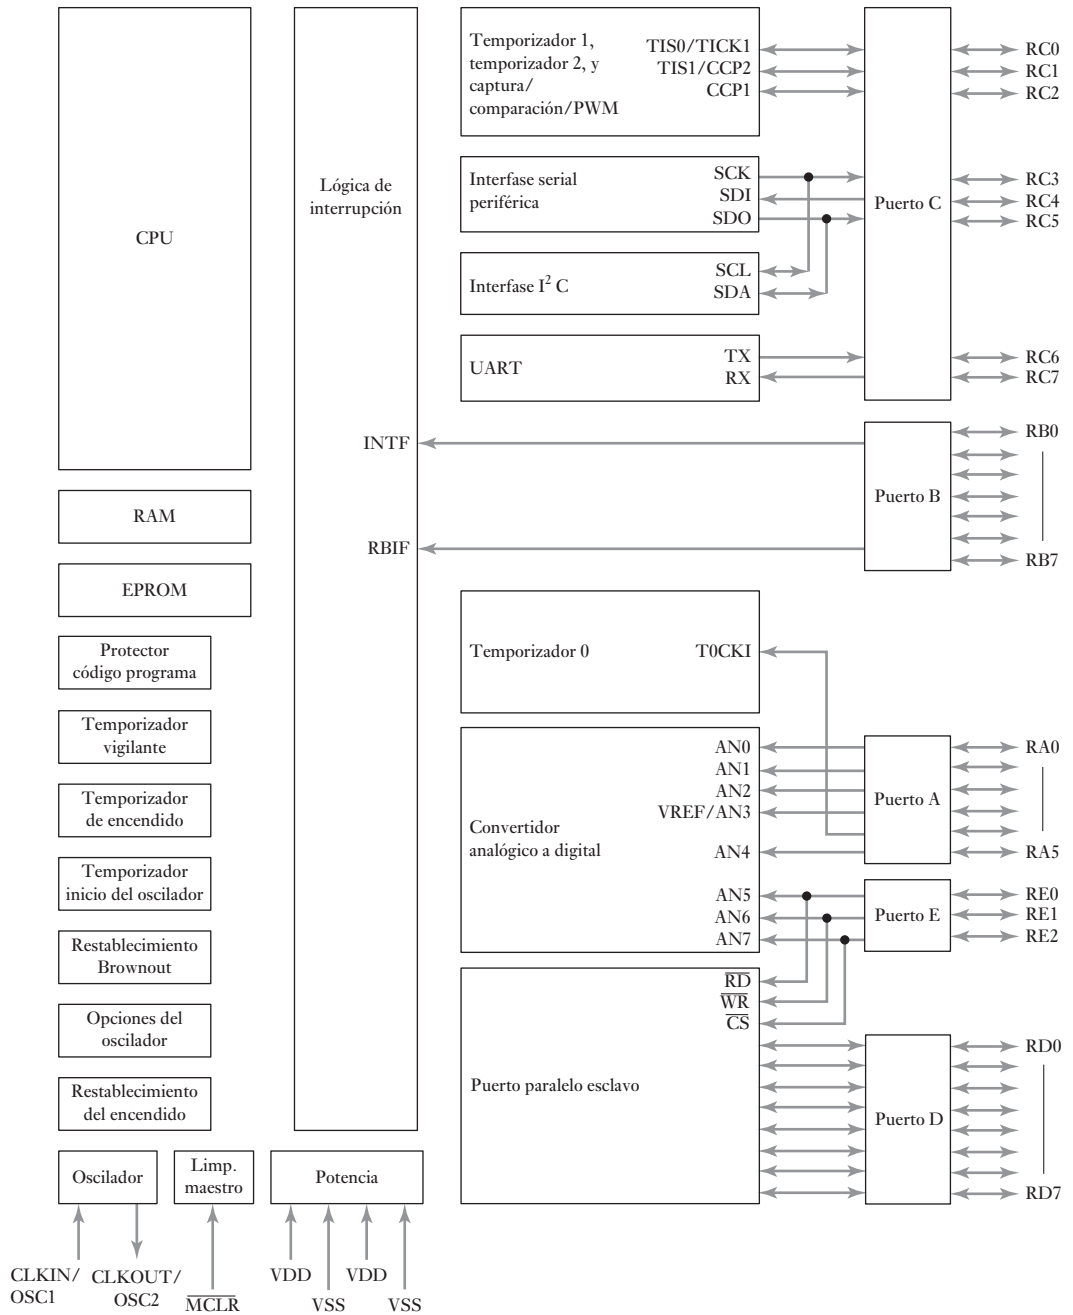 CPU
RAM
EPROM
Protector
código programa
Temporizador
vigilante
Temporizador
de encendido
Temporizador
inicio del oscilador
Restablecimiento
Brownout
Opciones del
oscilador
Restablecimiento
del encendido
Oscilador
Limp.
maestro
Potencia
CLKIN/
OSC1
CLKOUT/
OSC2
MCLR
VDD
VSS
VDD
VSS
Lógica de
interrupción
INTF
RBIF
Temporizador 1,
temporizador 2, y
captura/
comparación/PWM
TIS0/TICK1
TIS1/CCP2
CCP1
Interfase serial
periférica
SCK
SDI
SDO
Interfase I² C
SCL
SDA
UART
TX
RX
Puerto C
RC0
RC1
RC2
RC3
RC4
RC5
RC6
RC7
Puerto B
RB0
RB7
Temporizador 0
T0CKI
Convertidor
analógico a digital
AN0
AN1
AN2
VREF/AN3
AN4
AN5
AN6
AN7
Puerto A
RA0
RA5
Puerto E
RE0
RE1
RE2
Puerto paralelo esclavo
RD
WR
CS
Puerto D
RD0
RD7